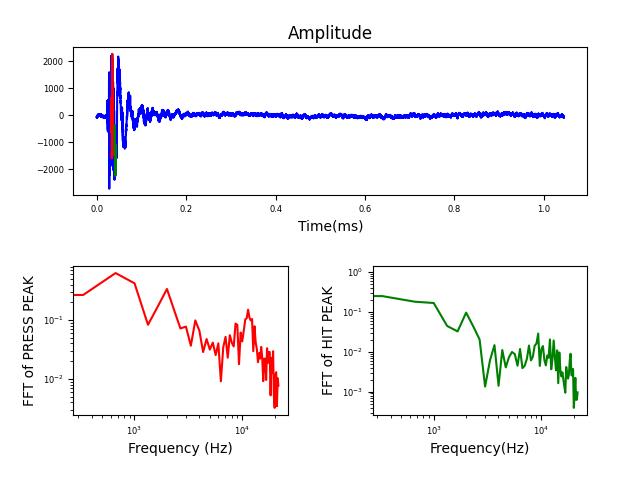 Amplitude
2000
1000
0
−1000
−2000
0.0 0.2 0.4 0.6 0.8 1.0
Time(ms)
FFT of PRESS PEAK
10⁻¹
10⁻²
10³ 10⁴
Frequency (Hz)
FFT of HIT PEAK
10⁰
10⁻¹
10⁻²
10⁻³
10³ 10⁴
Frequency(Hz)